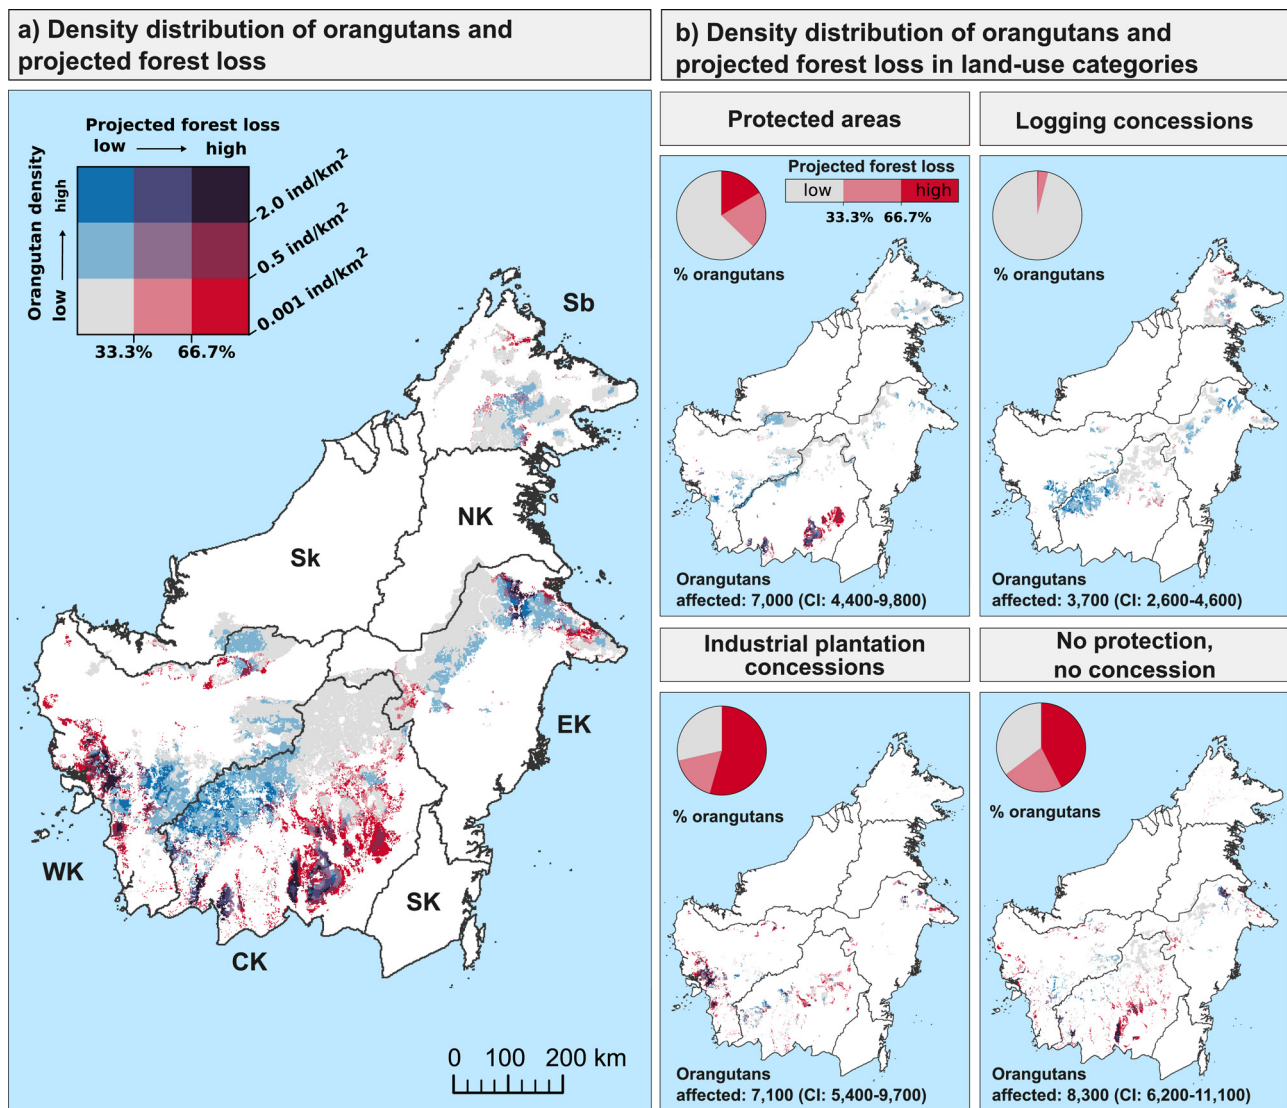 a) Density distribution of orangutans and
projected forest loss
Projected forest loss
low
high
Orangutan density
low
high
2.0 ind/km²
0.5 ind/km²
0.001 ind/km²
33.3%
66.7%
Sb
NK
Sk
EK
WK
SK
CK
0
200 km
b) Density distribution of orangutans and
projected forest loss in land-use categories
Protected areas
Projected forest loss
low
high
33.3%
66.7%
% orangutans
Orangutans
affected: 7,000 (CI: 4,400-9,800)
Logging concessions
% orangutans
Orangutans
affected: 3,700 (CI: 2,600-4,600)
Industrial plantation
concessions
% orangutans
Orangutans
affected: 7,100 (CI: 5,400-9,700)
No protection,
no concession
% orangutans
Orangutans
affected: 8,300 (CI: 6,200-11,100)